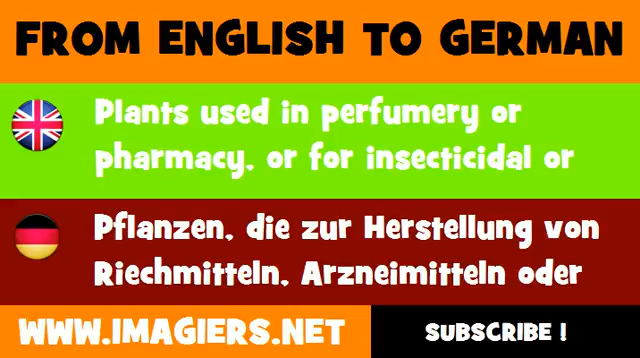 FROM ENGLISH TO GERMAN
Plants used in perfumery or
pharmacy, or for insecticidal or
Pflanzen, die zur Herstellung von
Riechmitteln, Arzneimitteln oder
WWW.IMAGIERS.NET
SUBSCRIBE !